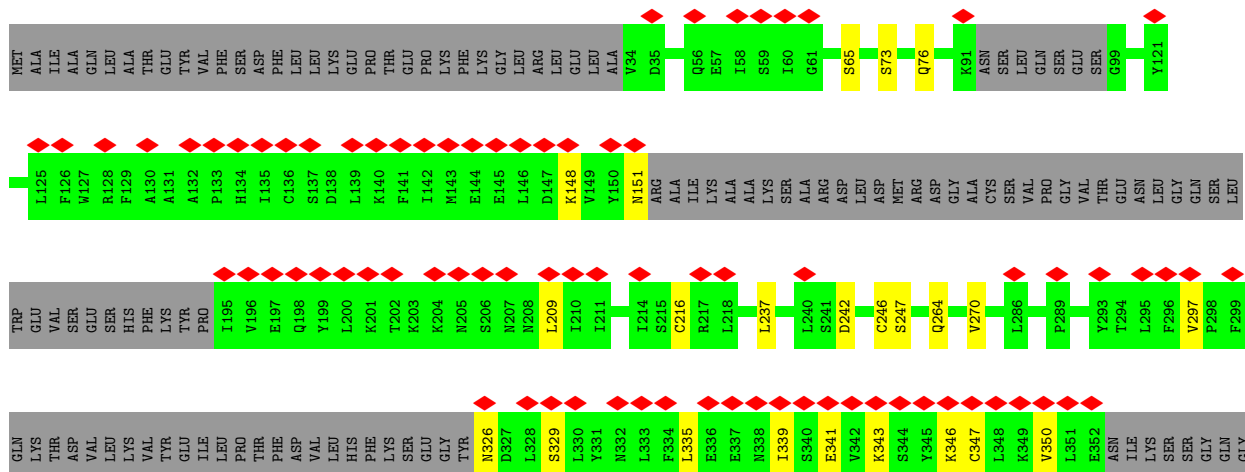 MET ALA ILE ALA GLN LEU ALA THR GLU TYR VAL PHE SER ASP PHE LEU LEU LYS GLU PRO THR GLU PRO LYS PHE LYS GLY LEU ARG LEU GLU LEU ALA V34 D35 Q56 E57 I58 S59 I60 G61 S65 S73 Q76 K91 ASN SER LEU GLN SER GLU SER G99 Y121
L125 F126 W127 R128 F129 A130 A131 A132 P133 H134 I135 C136 S137 D138 L139 K140 F141 I142 M143 E144 E145 L146 D147 K148 V149 Y150 N151 ARG ALA ILE LYS ALA ALA LYS SER ALA ARG ASP LEU ASP MET ARG ASP GLY ALA CYS SER VAL PRO GLY VAL THR GLU ASN LEU GLY GLN SER LEU
TRP GLU VAL SER GLU SER HIS PHE LYS TYR PRO I195 V196 E197 Q198 Y199 L200 K201 T202 K203 K204 N205 S206 N207 N208 L209 I210 I211 I214 S215 C216 R217 L218 L237 L240 S241 D242 C246 S247 Q264 V270 L286 P289 Y293 T294 L295 F296 V297 P298 F299
GLN LYS THR ASP VAL LEU LYS VAL TYR GLU ILE LEU PRO THR PHE ASP VAL LEU HIS PHE LYS SER GLU GLY TYR N326 D327 L328 S329 L330 Y331 N332 L333 F334 L335 E336 E337 N338 I339 S340 E341 V342 K343 S344 Y345 K346 C347 L348 K349 V350 L351 E352 ASN ILE LYS SER SER GLY GLN GLY